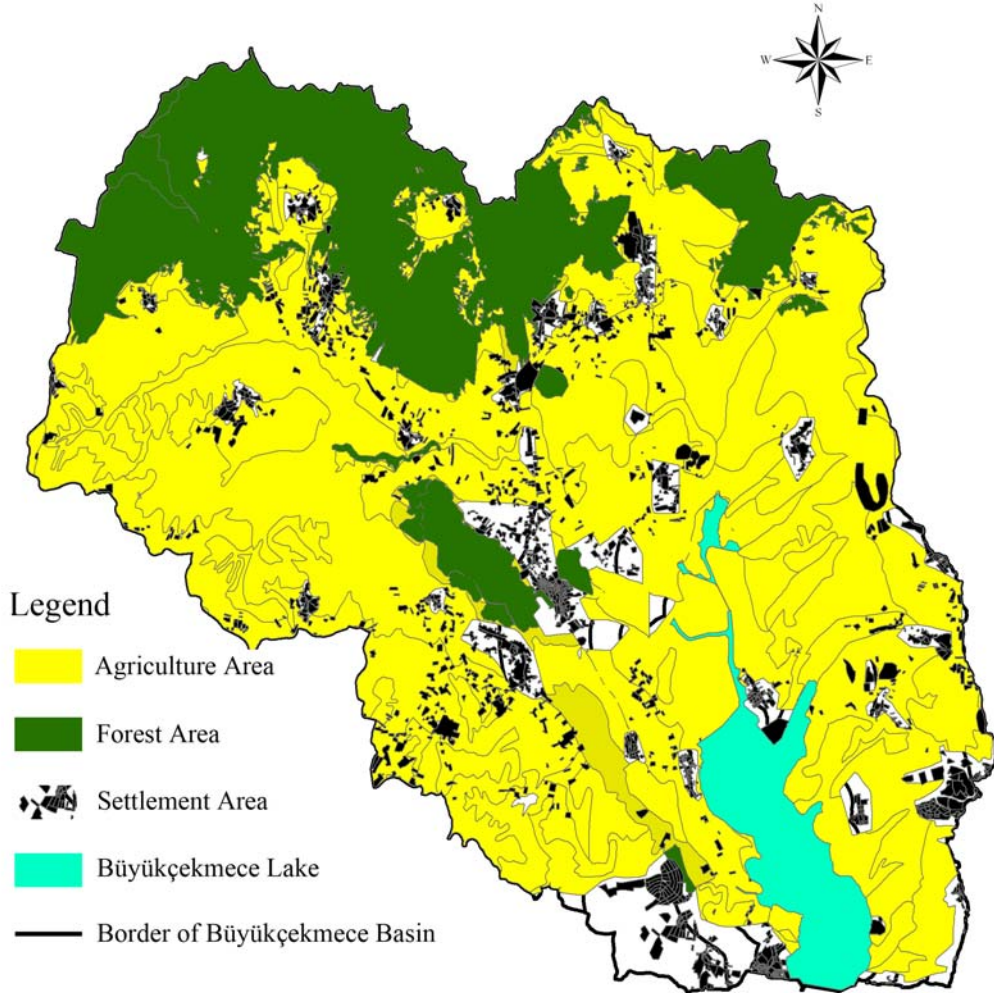 N
W E
S
Legend
Agriculture Area
Forest Area
Settlement Area
Büyükçekmece Lake
Border of Büyükçekmece Basin